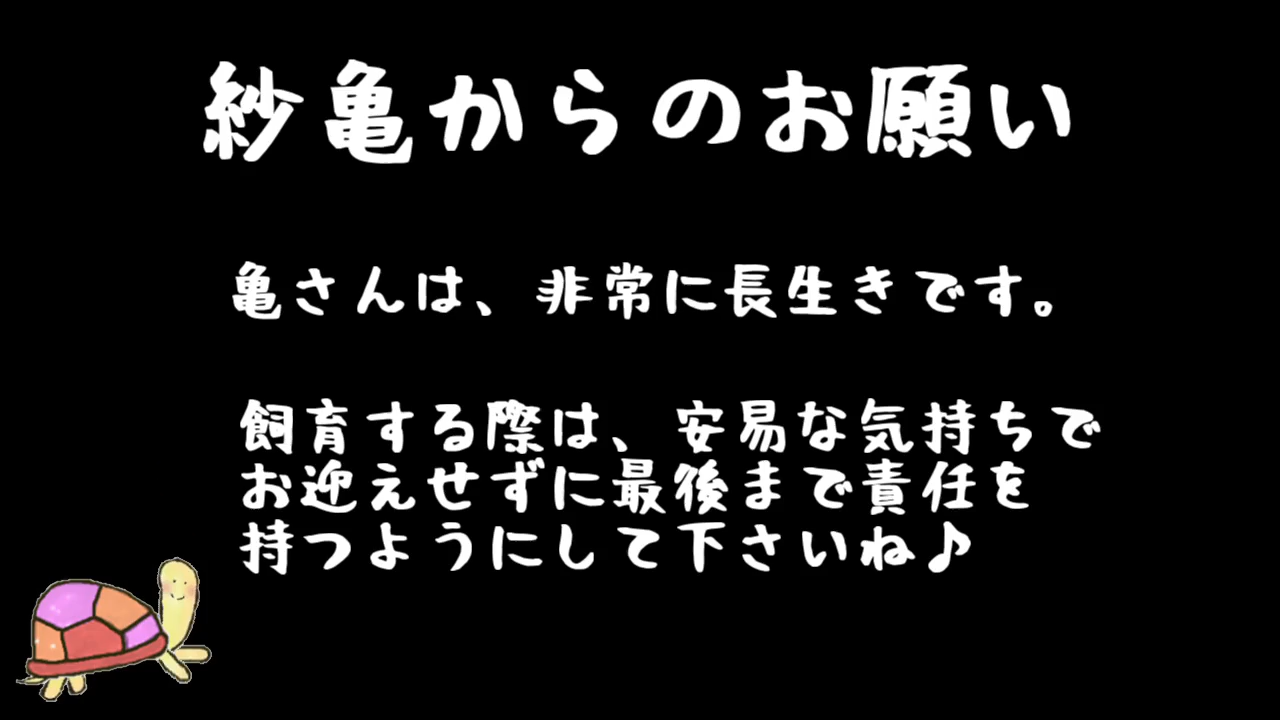 紗亀からのお願い
亀さんは、非常に長生きです。
飼育する際は、安易な気持ちで
お迎えせずに最後まで責任を
持つようにして下さいね♪